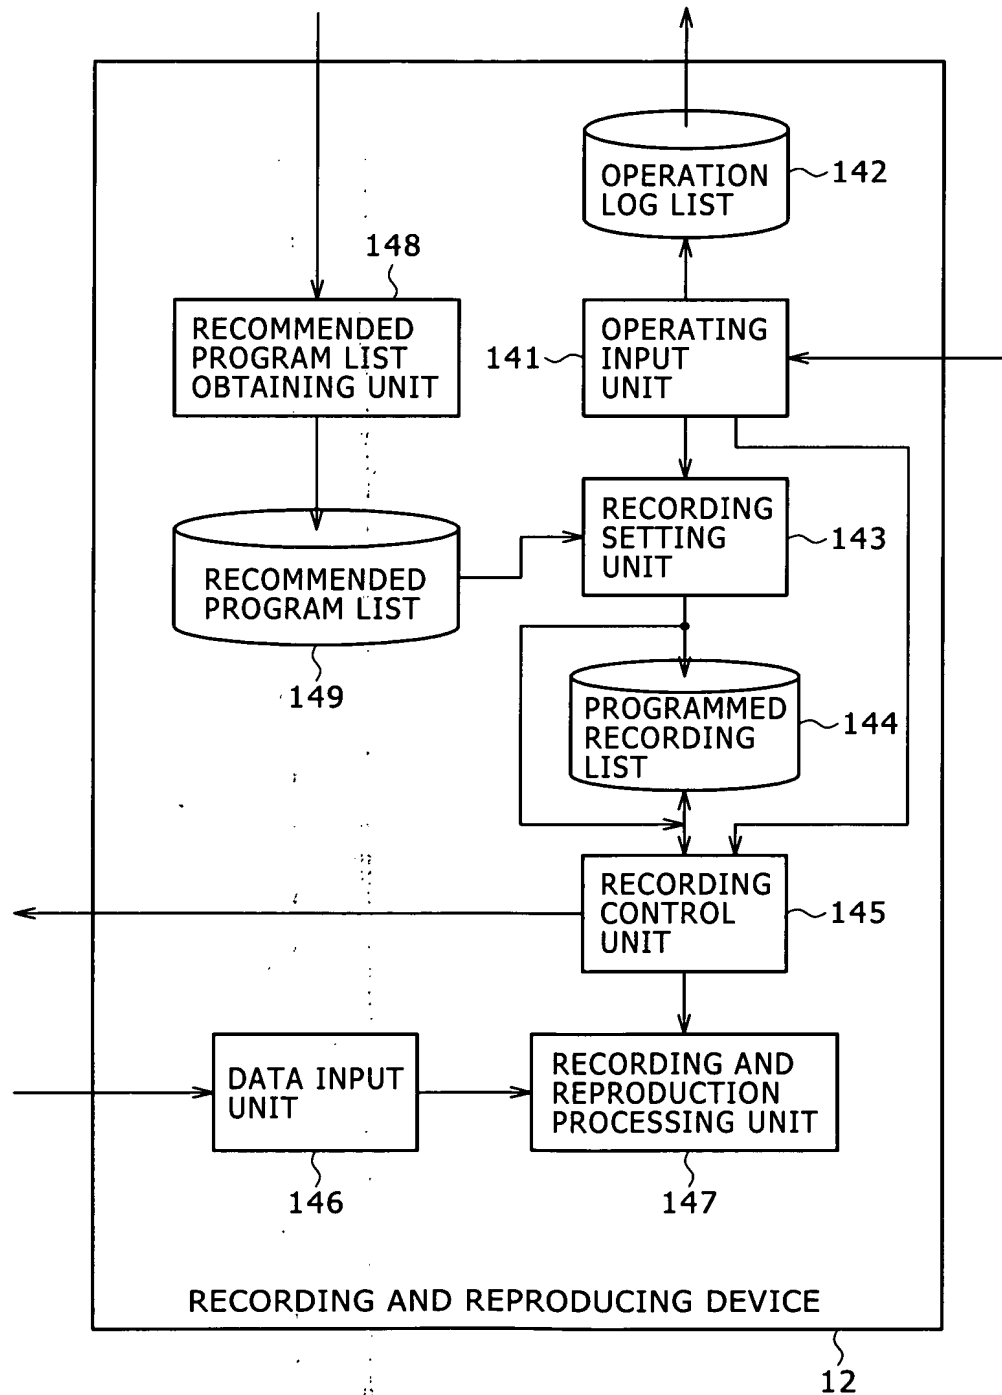 OPERATION
LOG LIST
142
148
RECOMMENDED
PROGRAM LIST
OBTAINING UNIT
141
OPERATING
INPUT
UNIT
RECORDING
SETTING
UNIT
143
RECOMMENDED
PROGRAM LIST
149
PROGRAMMED
RECORDING
LIST
144
RECORDING
CONTROL
UNIT
145
DATA INPUT
UNIT
146
RECORDING AND
REPRODUCTION
PROCESSING UNIT
147
RECORDING AND REPRODUCING DEVICE
12